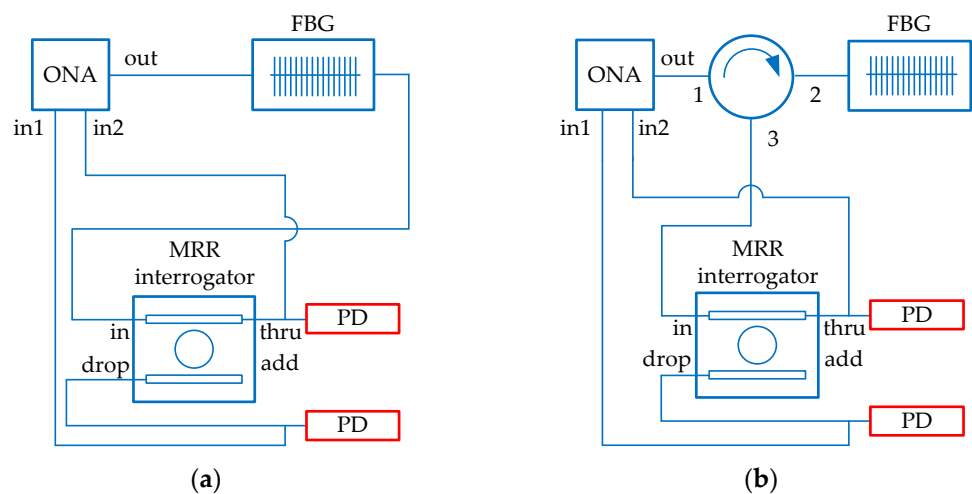 FBG
ONA
out
in1
in2
MRR
interrogator
in
thru
PD
drop
add
PD
(a)
FBG
ONA
out
1
2
in1
in2
3
MRR
interrogator
in
thru
PD
drop
add
PD
(b)